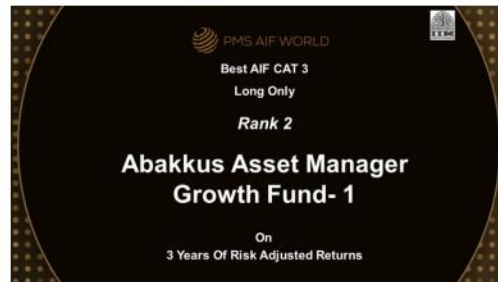 PMS AIF WORLD
Best AIF CAT 3
Long Only
Rank 2
Abakkus Asset Manager
Growth Fund- 1
On
3 Years Of Risk Adjusted Returns